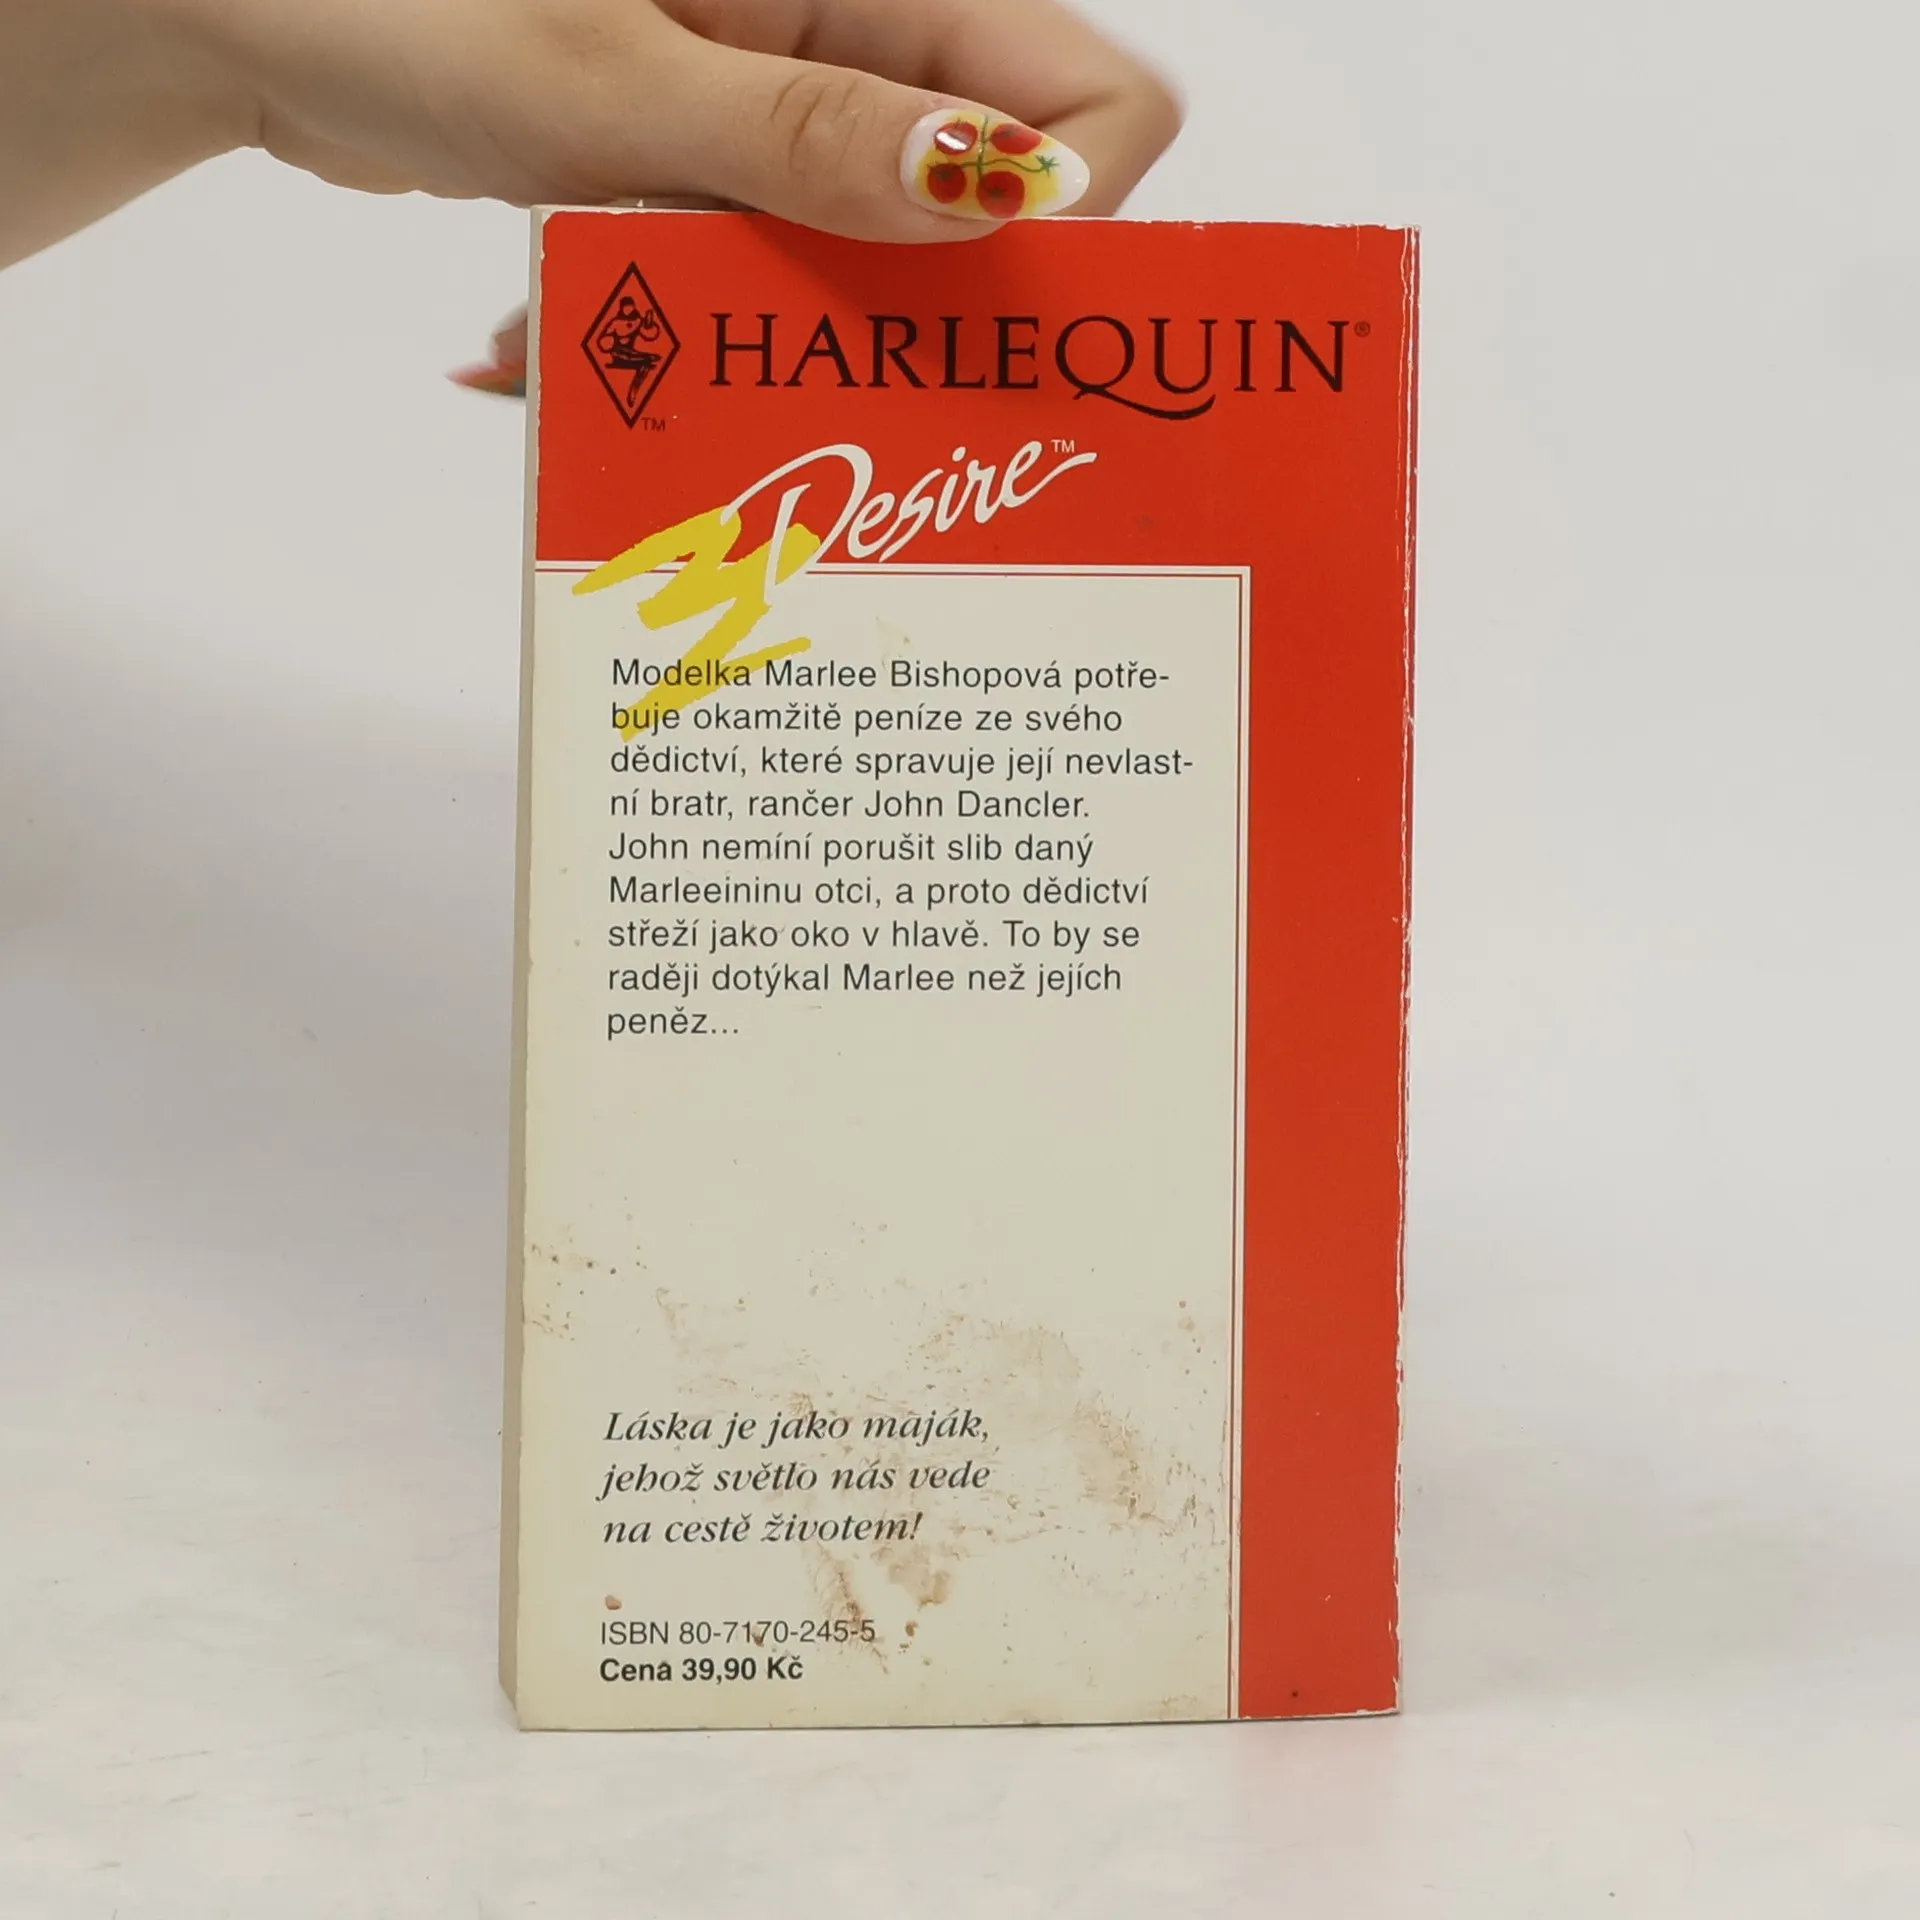 HARLEQUIN®
TM
Desire™
Modelka Marlee Bishopová potře-
buje okamžitě peníze ze svého
dědictví, které spravuje její nevlast-
ní bratr, rančer John Dancler.
John nemíní porušit slib daný
Marleeininu otci, a proto dědictví
střeží jako oko v hlavě. To by se
raději dotýkal Marlee než jejích
peněz...
Láska je jako maják,
jehož světlo nás vede
na cestě životem!
ISBN 80-7170-245-5
Cena 39,90 Kč